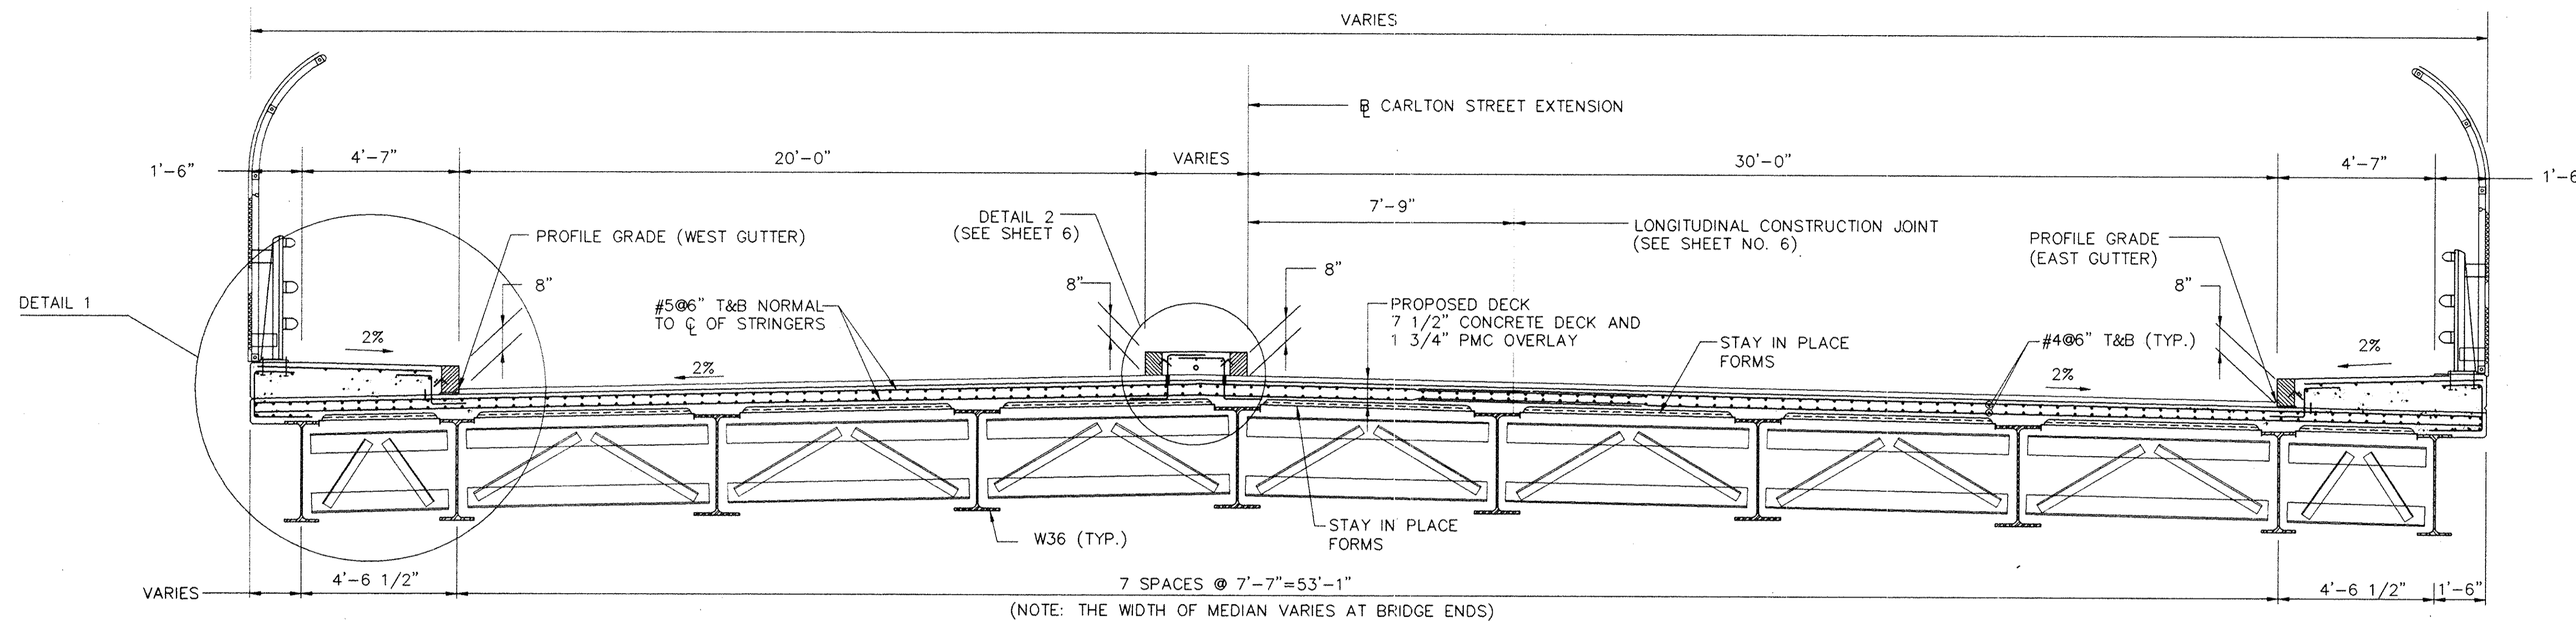 VARIES
℄ CARLTON STREET EXTENSION
1'-6"
4'-7"
20'-0"
VARIES
30'-0"
4'-7"
1'-6
7'-9"
DETAIL 2
(SEE SHEET 6)
LONGITUDINAL CONSTRUCTION JOINT
(SEE SHEET NO. 6)
PROFILE GRADE (WEST GUTTER)
PROFILE GRADE
(EAST GUTTER)
8"
8"
8"
8"
DETAIL 1
#5@6" T&B NORMAL
TO ℄ OF STRINGERS
PROPOSED DECK
7 1/2" CONCRETE DECK AND
1 3/4" PMC OVERLAY
STAY IN PLACE
FORMS
#4@6" T&B (TYP.)
2%
2%
2%
2%
STAY IN PLACE
FORMS
W36 (TYP.)
VARIES
4'-6 1/2"
7 SPACES @ 7'-7"=53'-1"
(NOTE: THE WIDTH OF MEDIAN VARIES AT BRIDGE ENDS)
4'-6 1/2"
1'-6"